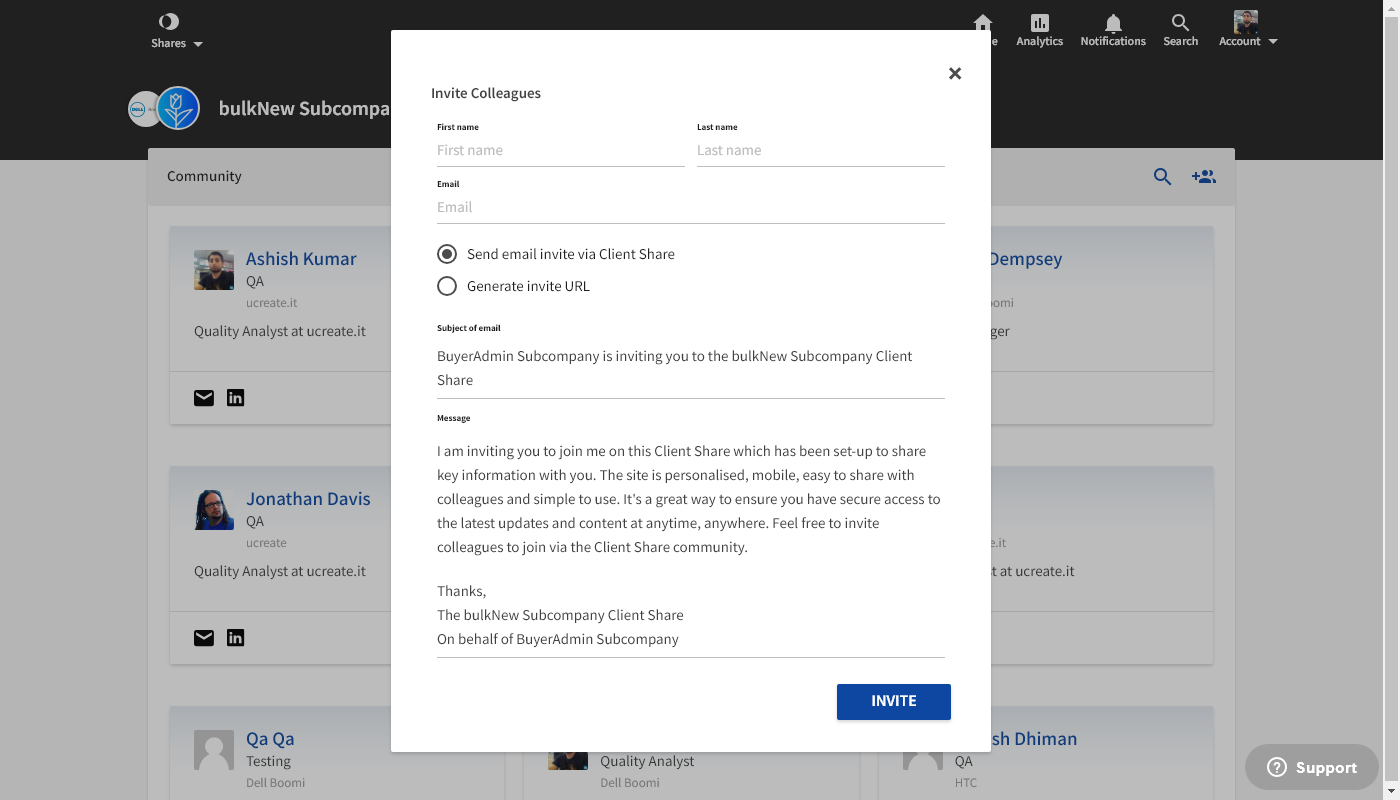 Shares
Analytics
Notifications
Search
Account
bulkNew Subcompa
Invite Colleagues
First name
Last name
First name
Last name
Email
Email
Send email invite via Client Share
Generate invite URL
Subject of email
BuyerAdmin Subcompany is inviting you to the bulkNew Subcompany Client
Share
Message
I am inviting you to join me on this Client Share which has been set-up to share
key information with you. The site is personalised, mobile, easy to share with
colleagues and simple to use. It's a great way to ensure you have secure access to
the latest updates and content at anytime, anywhere. Feel free to invite
colleagues to join via the Client Share community.
Thanks,
The bulkNew Subcompany Client Share
On behalf of BuyerAdmin Subcompany
INVITE
Community
Ashish Kumar
QA
ucreate.it
Quality Analyst at ucreate.it
Dempsey
oomi
ger
Jonathan Davis
QA
ucreate
Quality Analyst at ucreate.it
e.it
t at ucreate.it
Qa Qa
Testing
Dell Boomi
Quality Analyst
Dell Boomi
sh Dhiman
QA
HTC
Support